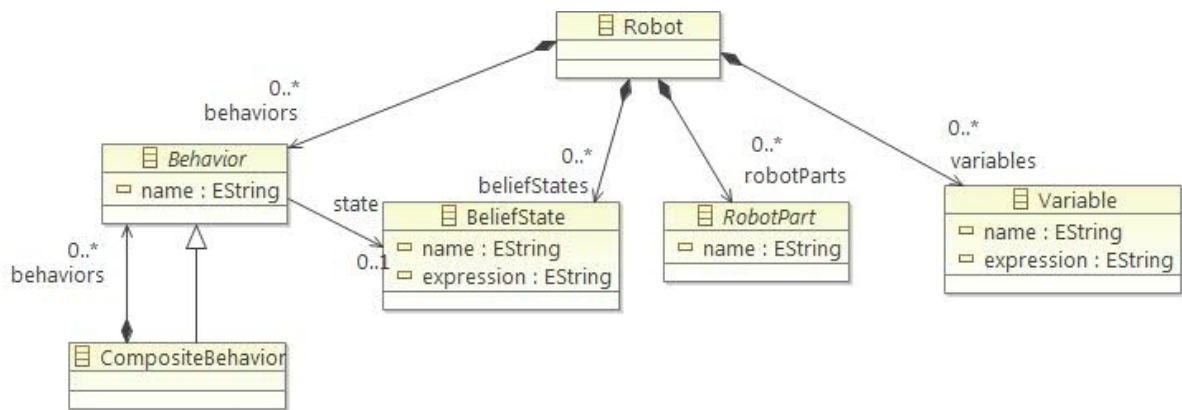 Robot
0..*
behaviors
0..*
variables
Behavior
name : EString
0..*
beliefStates
0..*
robotParts
state
0..1
BeliefState
name : EString
expression : EString
RobotPart
name : EString
Variable
name : EString
expression : EString
0..*
behaviors
CompositeBehavior